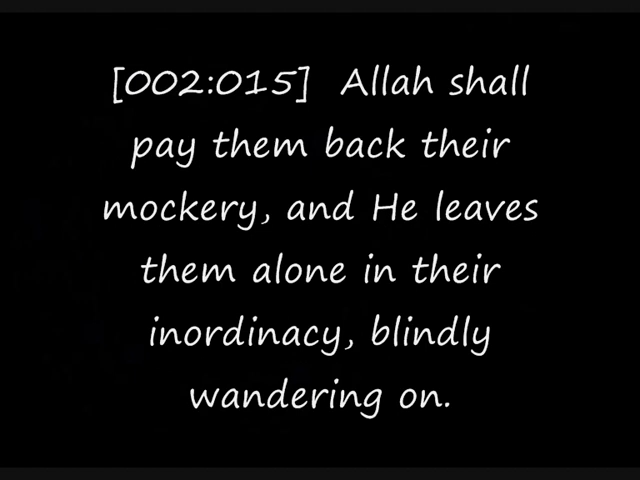 [002:015] Allah shall
pay them back their
mockery, and He leaves
them alone in their
inordinacy, blindly
wandering on.